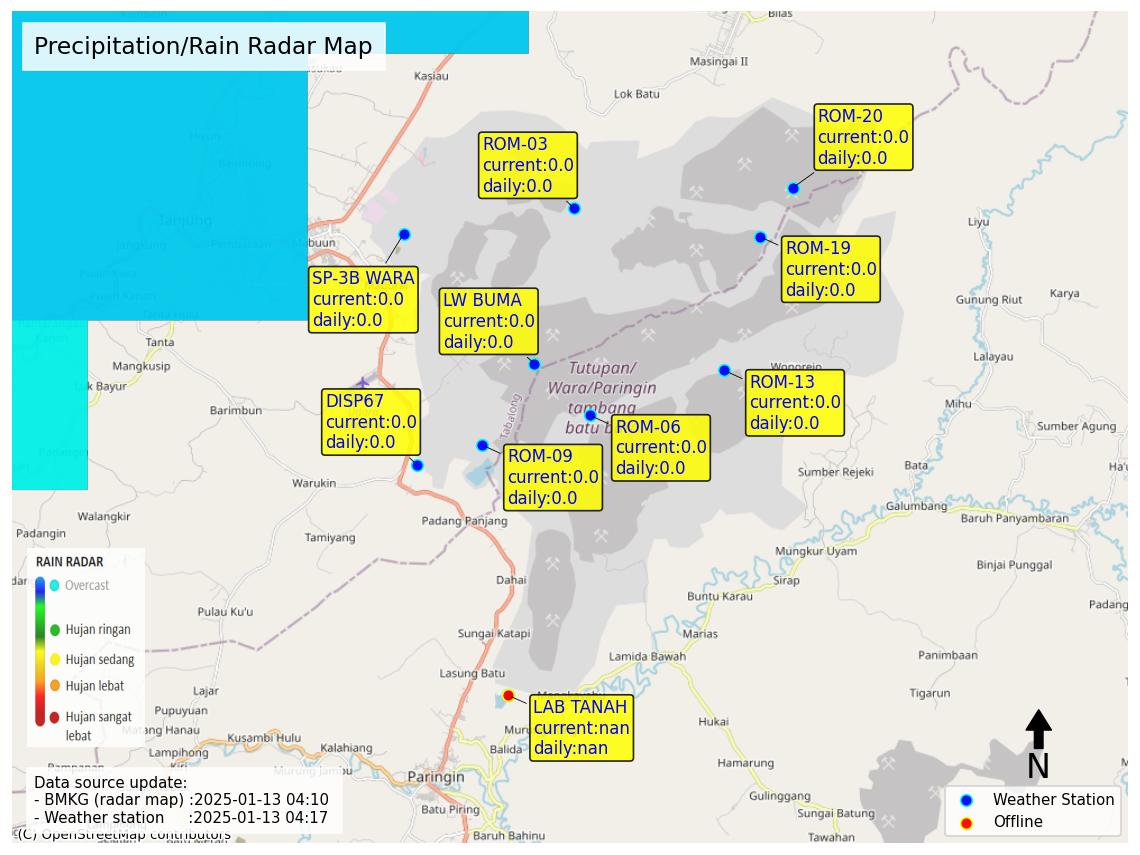 Precipitation/Rain Radar Map
Bilas
Masingai II
Kasiau
Lok Batu
ROM-20
current:0.0
daily:0.0
ROM-03
current:0.0
daily:0.0
Tanjung
Mabuun
Liyu
ROM-19
current:0.0
daily:0.0
SP-3B WARA
current:0.0
daily:0.0
LW BUMA
current:0.0
daily:0.0
Karya
Gunung Riut
Tanta
Mangkusip
Lalayau
Wonorejo
Tutupan/
Wara/Paringin
tambang
batu b
ROM-13
current:0.0
daily:0.0
Luk Bayur
Barimbun
Tabalong
Mihu
DISP67
current:0.0
daily:0.0
ROM-06
current:0.0
daily:0.0
Sumber Agung
ROM-09
current:0.0
daily:0.0
Bata
Sumber Rejeki
Warukin
Galumbang
Baruh Panyambaran
Walangkir
Padangin
Padang Panjang
Tamiyang
Mungkur Uyam
Binjai Punggal
RAIN RADAR
Overcast
Hujan ringan
Hujan sedang
Hujan lebat
Hujan sangat
lebat
Dahai
Sirap
Buntu Karau
Padang
Pulau Ku'u
Sungai Katapi
Marias
Lamida Bawah
Panimbaan
Lasung Batu
Lajar
Tigarun
LAB TANAH
current:nan
daily:nan
Pupuyuan
Matang Hanau
Hukai
Kusambi Hulu
Kalahiang
Lampihong
Balida
Hamarung
Murung Jambu
Paringin
N
Data source update:
- BMKG (radar map) :2025-01-13 04:10
- Weather station :2025-01-13 04:17
Gulinggang
Batu Piring
Sungai Batung
Weather Station
Offline
(C) OpenStreetMap contributors
Baruh Bahinu
Tawahan